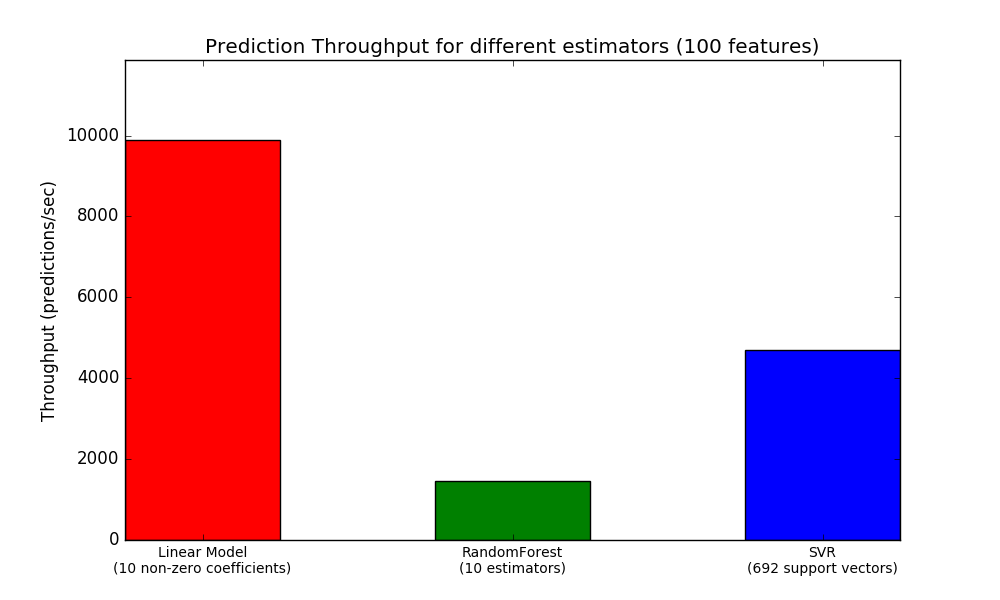 Prediction Throughput for different estimators (100 features)
Throughput (predictions/sec)
10000
8000
6000
4000
2000
0
Linear Model
(10 non-zero coefficients)
RandomForest
(10 estimators)
SVR
(692 support vectors)